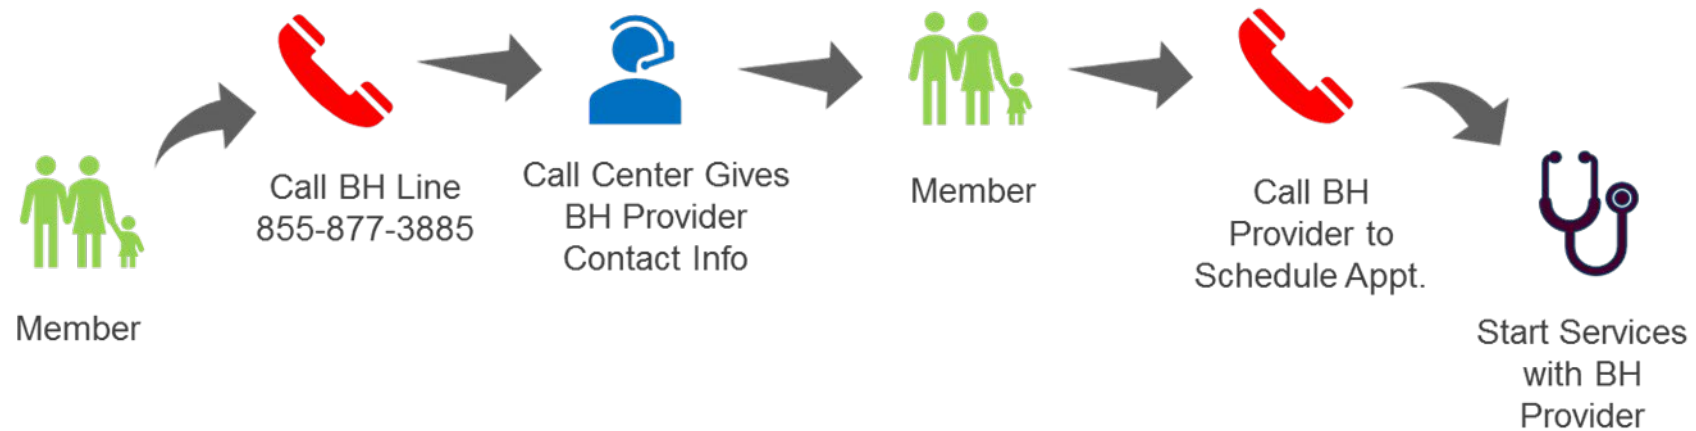 Member
Call BH Line
855-877-3885
Call Center Gives
BH Provider
Contact Info
Member
Call BH
Provider to
Schedule Appt.
Start Services
with BH
Provider